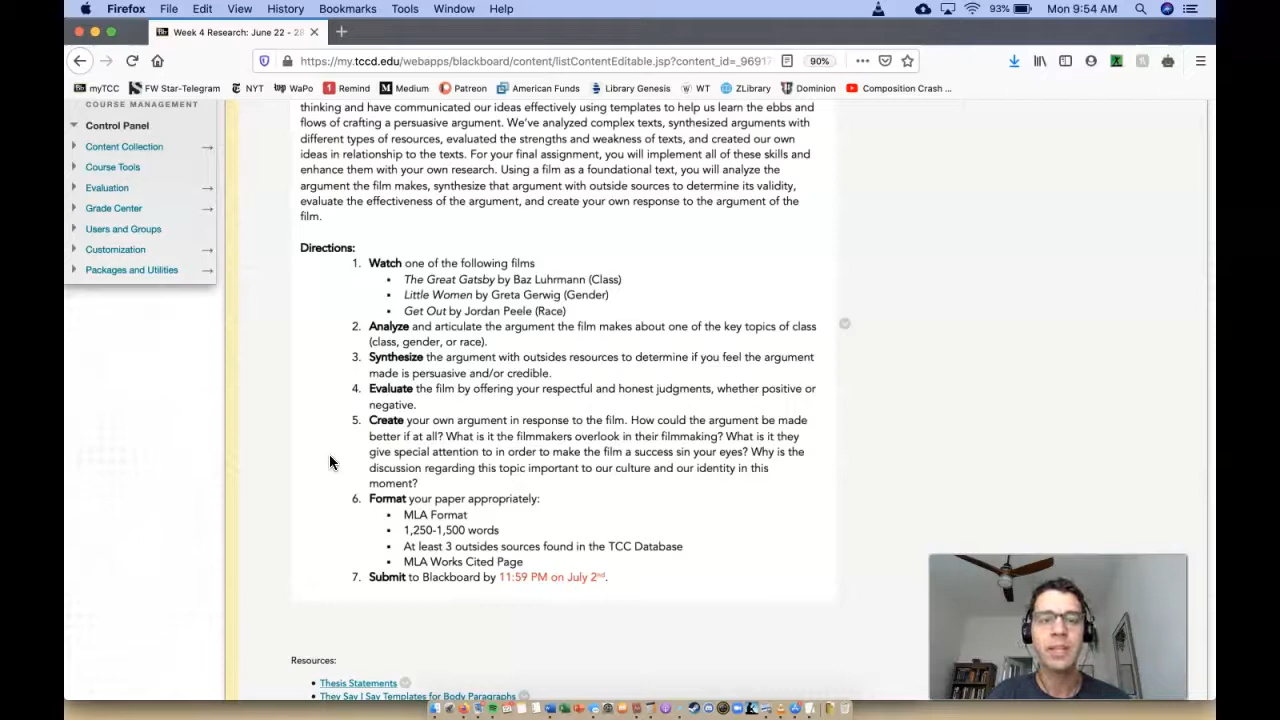 Firefox File Edit View History Bookmarks Tools Window Help 93% Mon 9:54 AM
Week 4 Research: June 22 - 28
https://my.tccd.edu/webapps/blackboard/content/listContentEditable.jsp?content_id=_9691 90%
myTCC FW Star-Telegram NYT WaPo Remind Medium Patreon American Funds Library Genesis WT ZLibrary Dominion Composition Crash ...
COURSE MANAGEMENT
Control Panel
Content Collection
Course Tools
Evaluation
Grade Center
Users and Groups
Customization
Packages and Utilities
thinking and have communicated our ideas effectively using templates to help us learn the ebbs and
flows of crafting a persuasive argument. We've analyzed complex texts, synthesized arguments with
different types of resources, evaluated the strengths and weakness of texts, and created our own
ideas in relationship to the texts. For your final assignment, you will implement all of these skills and
enhance them with your own research. Using a film as a foundational text, you will analyze the
argument the film makes, synthesize that argument with outside sources to determine its validity,
evaluate the effectiveness of the argument, and create your own response to the argument of the
film.
Directions:
1. Watch one of the following films
• The Great Gatsby by Baz Luhrmann (Class)
• Little Women by Greta Gerwig (Gender)
• Get Out by Jordan Peele (Race)
2. Analyze and articulate the argument the film makes about one of the key topics of class
(class, gender, or race).
3. Synthesize the argument with outsides resources to determine if you feel the argument
made is persuasive and/or credible.
4. Evaluate the film by offering your respectful and honest judgments, whether positive or
negative.
5. Create your own argument in response to the film. How could the argument be made
better if at all? What is it the filmmakers overlook in their filmmaking? What is it they
give special attention to in order to make the film a success sin your eyes? Why is the
discussion regarding this topic important to our culture and our identity in this
moment?
6. Format your paper appropriately:
• MLA Format
• 1,250-1,500 words
• At least 3 outsides sources found in the TCC Database
• MLA Works Cited Page
7. Submit to Blackboard by 11:59 PM on July 2nd.
Resources:
• Thesis Statements
• They Say I Say Templates for Body Paragraphs